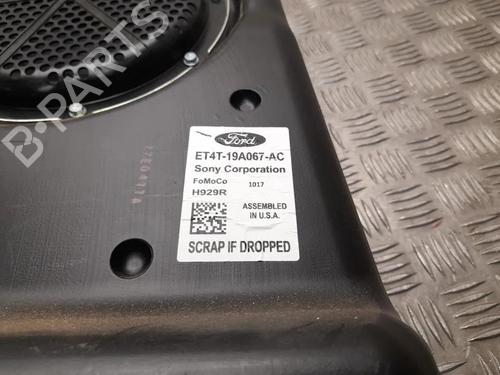 B-PARTS
Ford
ET4T-19A067-AC
Sony Corporation
FoMoCo 1017
H929R
ASSEMBLED
IN U.S.A.
SCRAP IF DROPPED